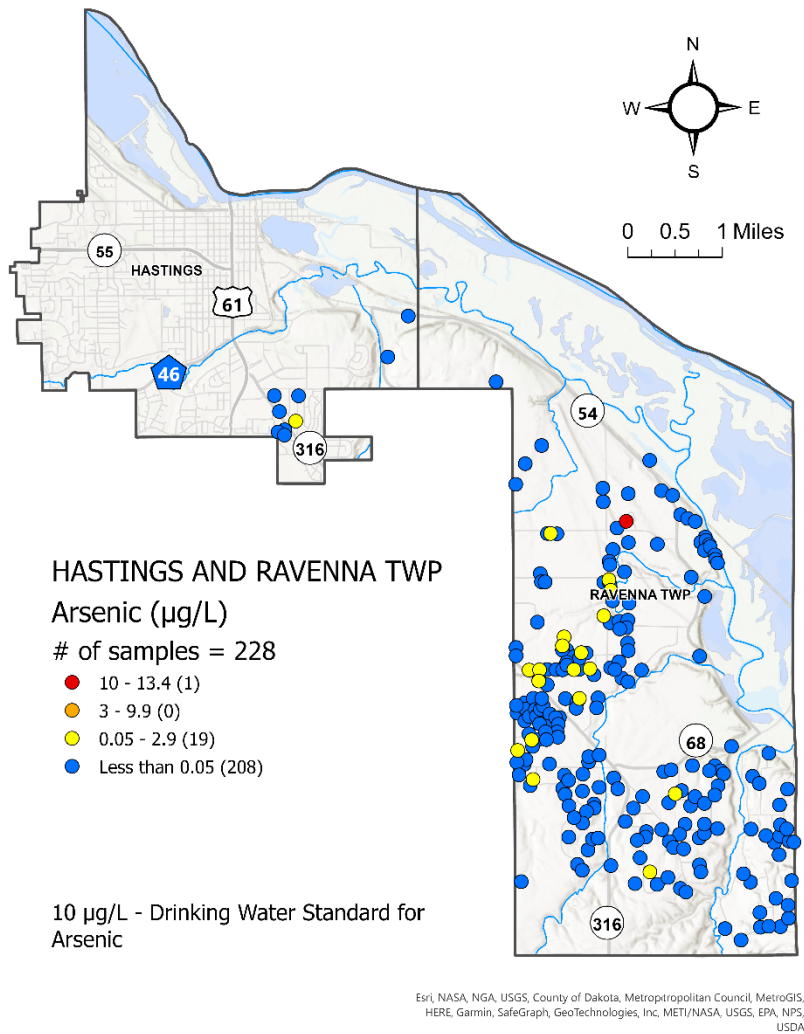 N
W E
S
0 0.5 1 Miles
55
HASTINGS
61
46
54
316
HASTINGS AND RAVENNA TWP
Arsenic (µg/L)
# of samples = 228
10 - 13.4 (1)
3 - 9.9 (0)
0.05 - 2.9 (19)
Less than 0.05 (208)
RAVENNA TWP
68
10 µg/L - Drinking Water Standard for
Arsenic
316
Esri, NASA, NGA, USGS, County of Dakota, Metropitropolitan Council, MetroGIS,
HERE, Garmin, SafeGraph, GeoTechnologies, Inc, METI/NASA, USGS, EPA, NPS,
USDA